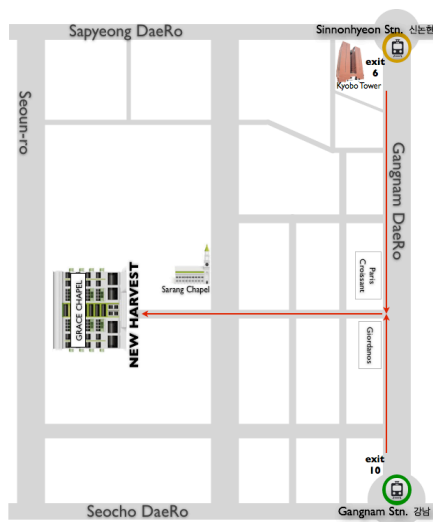 Sapyeong DaeRo
Sinnonhyeon Stn. 신논현
exit
6
Kyobo Tower
Seoun-ro
Gangnam DaeRo
Paris
Croissant
Sarang Chapel
GRACE CHAPEL
NEW HARVEST
Giordanos
exit
10
Seocho DaeRo
Gangnam Stn. 강남